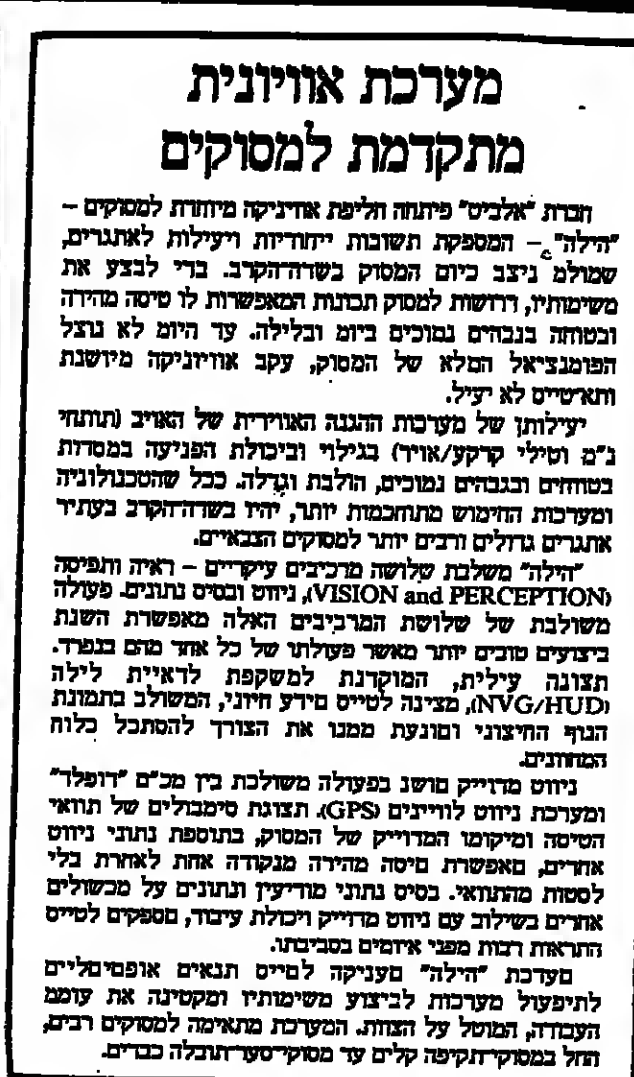 מערכת אוויונית
מתקדמת למסוקים
חברת "אלביט" פיתחה חליפת אוויוניקה מיוחדת למסוקים –
"הילה" – המספקת תשובות ייחודיות ויעילות לאתגרים,
שמולם ניצב כיום המסוק בשדה־הקרב. כדי לבצע את
משימותיו, דרושות למסוק תכונות המאפשרות לו טיסה מהירה
ובטוחה בגבהים נמוכים ביום ובלילה. עד היום לא נוצל
הפוטנציאל המלא של המסוק, עקב אוויוניקה מיושנת
ותא־טייס לא יעיל.
יעילותן של מערכות ההגנה האווירית של האויב (תותחי
נ"מ וטילי קרקע/אויר) בגילוי וביכולת הפגיעה במטרות
בטווחים ובגבהים נמוכים, הולכת וגדלה. ככל שהטכנולוגיה
ומערכות החימוש מתוחכמות יותר, יהיו בשדה־הקרב בעתיד
אתגרים גדולים ורבים יותר למסוקים הצבאיים.
"הילה" משלבת שלושה מרכיבים עיקריים – ראיה ותפיסה
(VISION and PERCEPTION), ניווט ובסיס נתונים. פעולה
משולבת של שלושת המרכיבים האלה מאפשרת השגת
ביצועים טובים יותר מאשר פעולתו של כל אחד מהם בנפרד.
תצוגה עילית, המוקרנת למשקפת לראיית לילה
(NVG/HUD), מציגה לטייס מידע חיוני, המשולב בתמונת
הנוף החיצוני ומונעת ממנו את הצורך להסתכל בלוח
המחוונים.
ניווט מדוייק מושג בפעולה משולבת בין מכ"ם "דופלר"
ומערכת ניווט לוויינים (GPS). תצוגת סימבולים של תוואי
הטיסה ומיקומו המדוייק של המסוק, בתוספת נתוני ניווט
אחרים, מאפשרת טיסה מהירה מנקודה אחת לאחרת בלי
לסטות מהתוואי. בסיס נתוני מודיעין ונתונים על מכשולים
אחרים בשילוב עם ניווט מדוייק ויכולת עיבוד, מספקים לטייס
התראות רבות מפני איומים בסביבתו.
מערכת "הילה" מעניקה לטייס תנאים אופטימליים
לתיפעול מערכות לביצוע משימותיו ומקטינה את עומס
העבודה, המוטל על הצוות. המערכת מתאימה למסוקים רבים,
החל במסוקי־תקיפה קלים עד מסוקי־סער־תובלה כבדים.